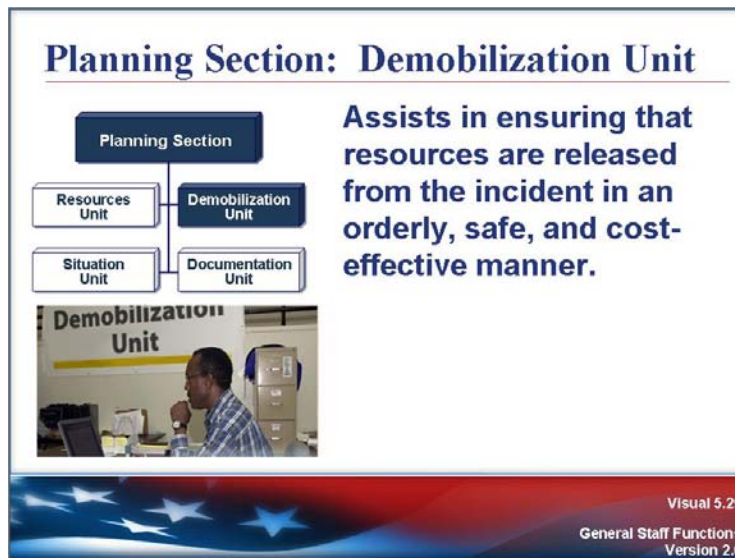 Planning Section: Demobilization Unit
Planning Section
Resources
Unit
Demobilization
Unit
Situation
Unit
Documentation
Unit
Assists in ensuring that
resources are released
from the incident in an
orderly, safe, and cost-
effective manner.
Demobilization
Unit
Visual 5.2
General Staff Function
Version 2.